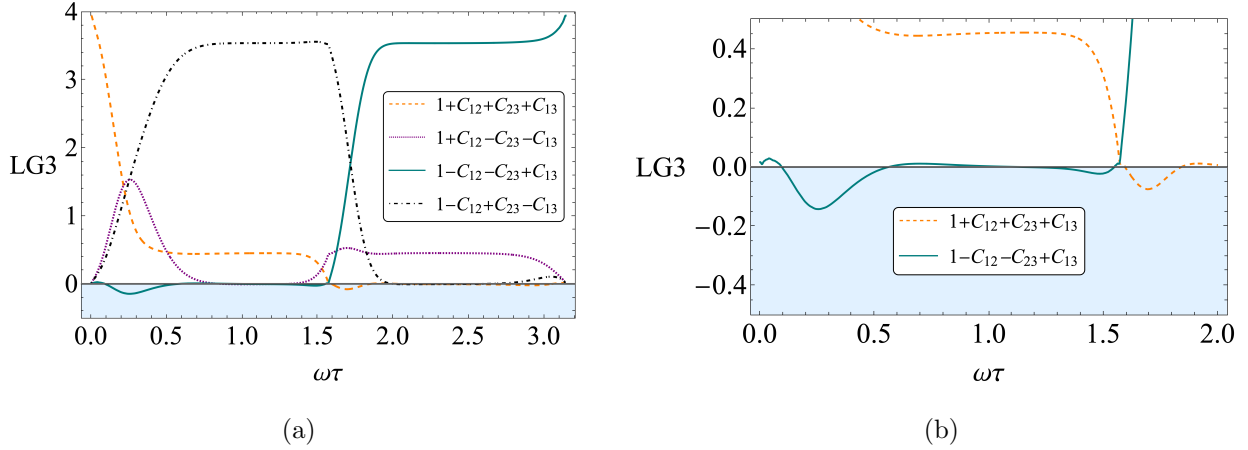 4
3
2
1
0
LG3
1+C12+C23+C13
1+C12−C23−C13
1−C12−C23+C13
1−C12+C23−C13
0.0 0.5 1.0 1.5 2.0 2.5 3.0
ωτ
(a)
0.4
0.2
0.0
−0.2
−0.4
LG3
1+C12+C23+C13
1−C12−C23+C13
0.0 0.5 1.0 1.5 2.0
ωτ
(b)